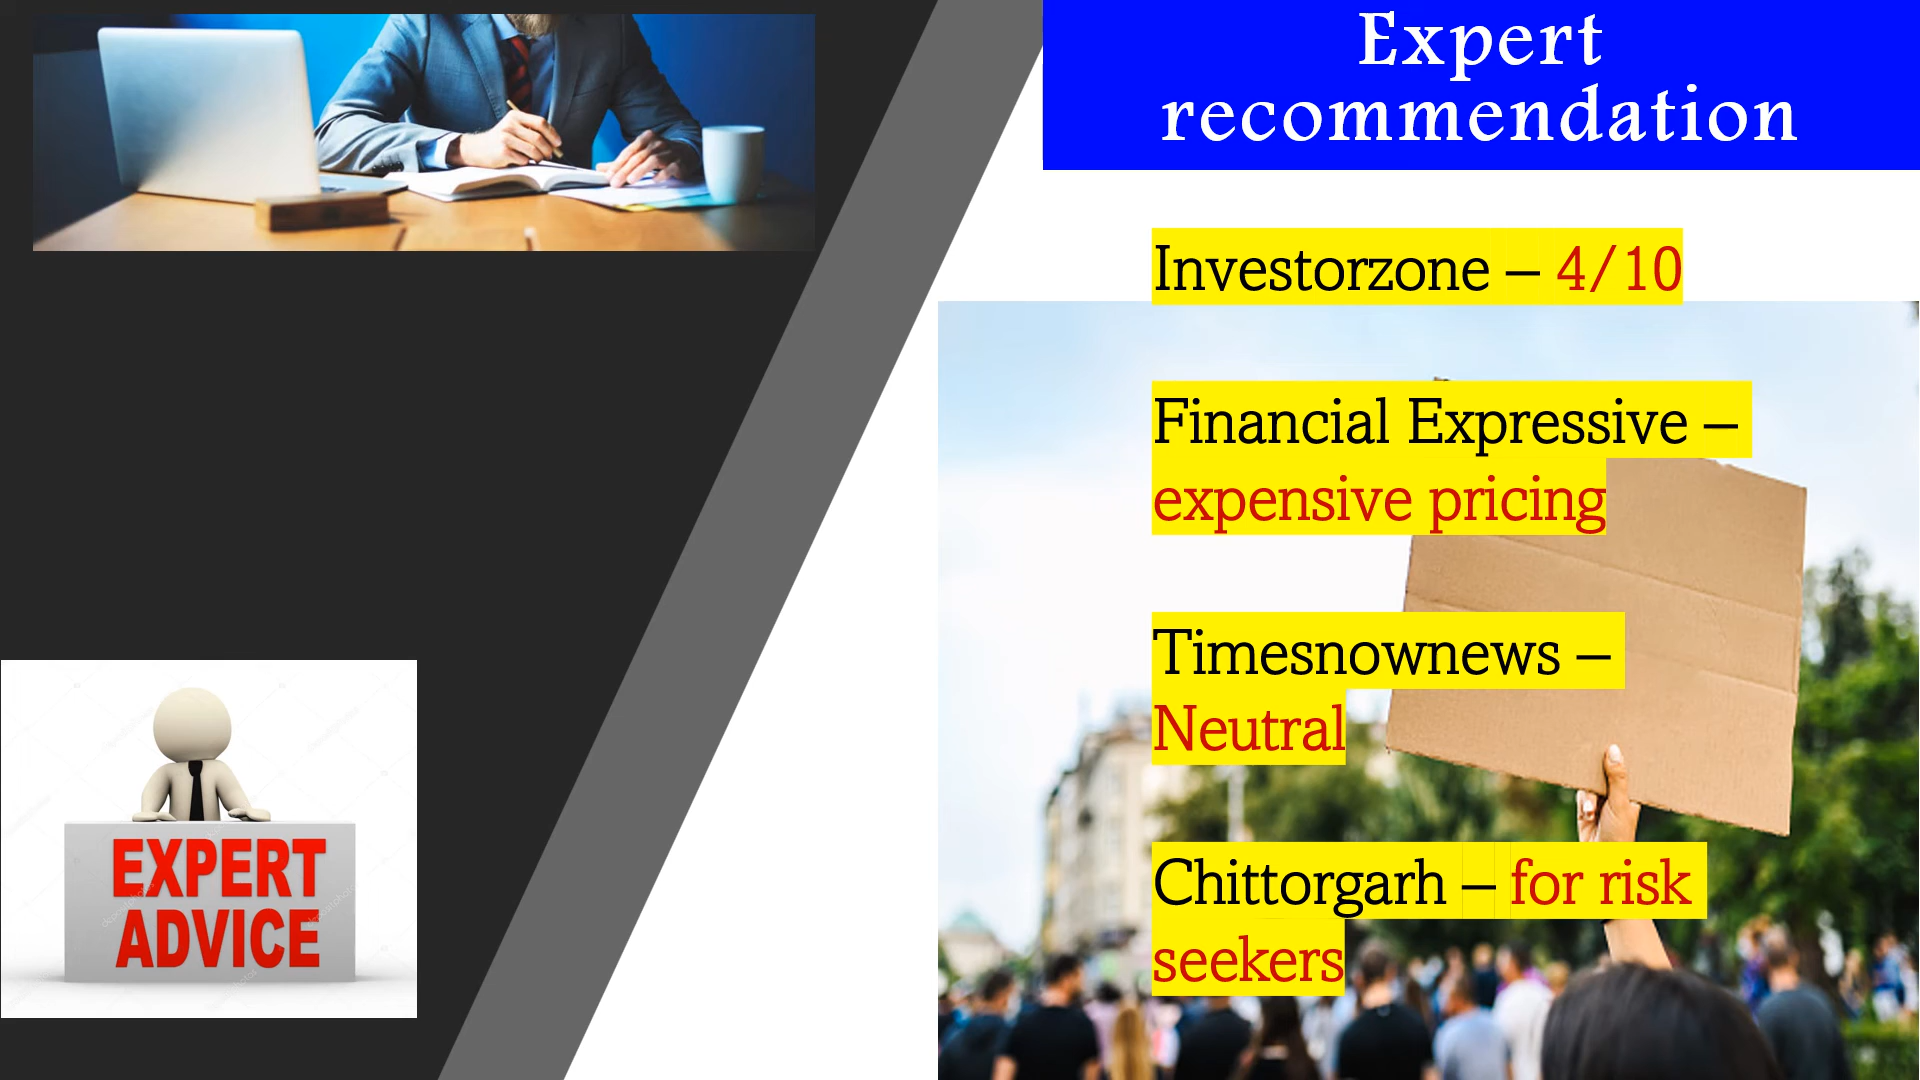 Expert
recommendation
Investorzone – 4/10
Financial Expressive –
expensive pricing
Timesnownews –
Neutral
Chittorgarh – for risk
seekers
EXPERT
ADVICE